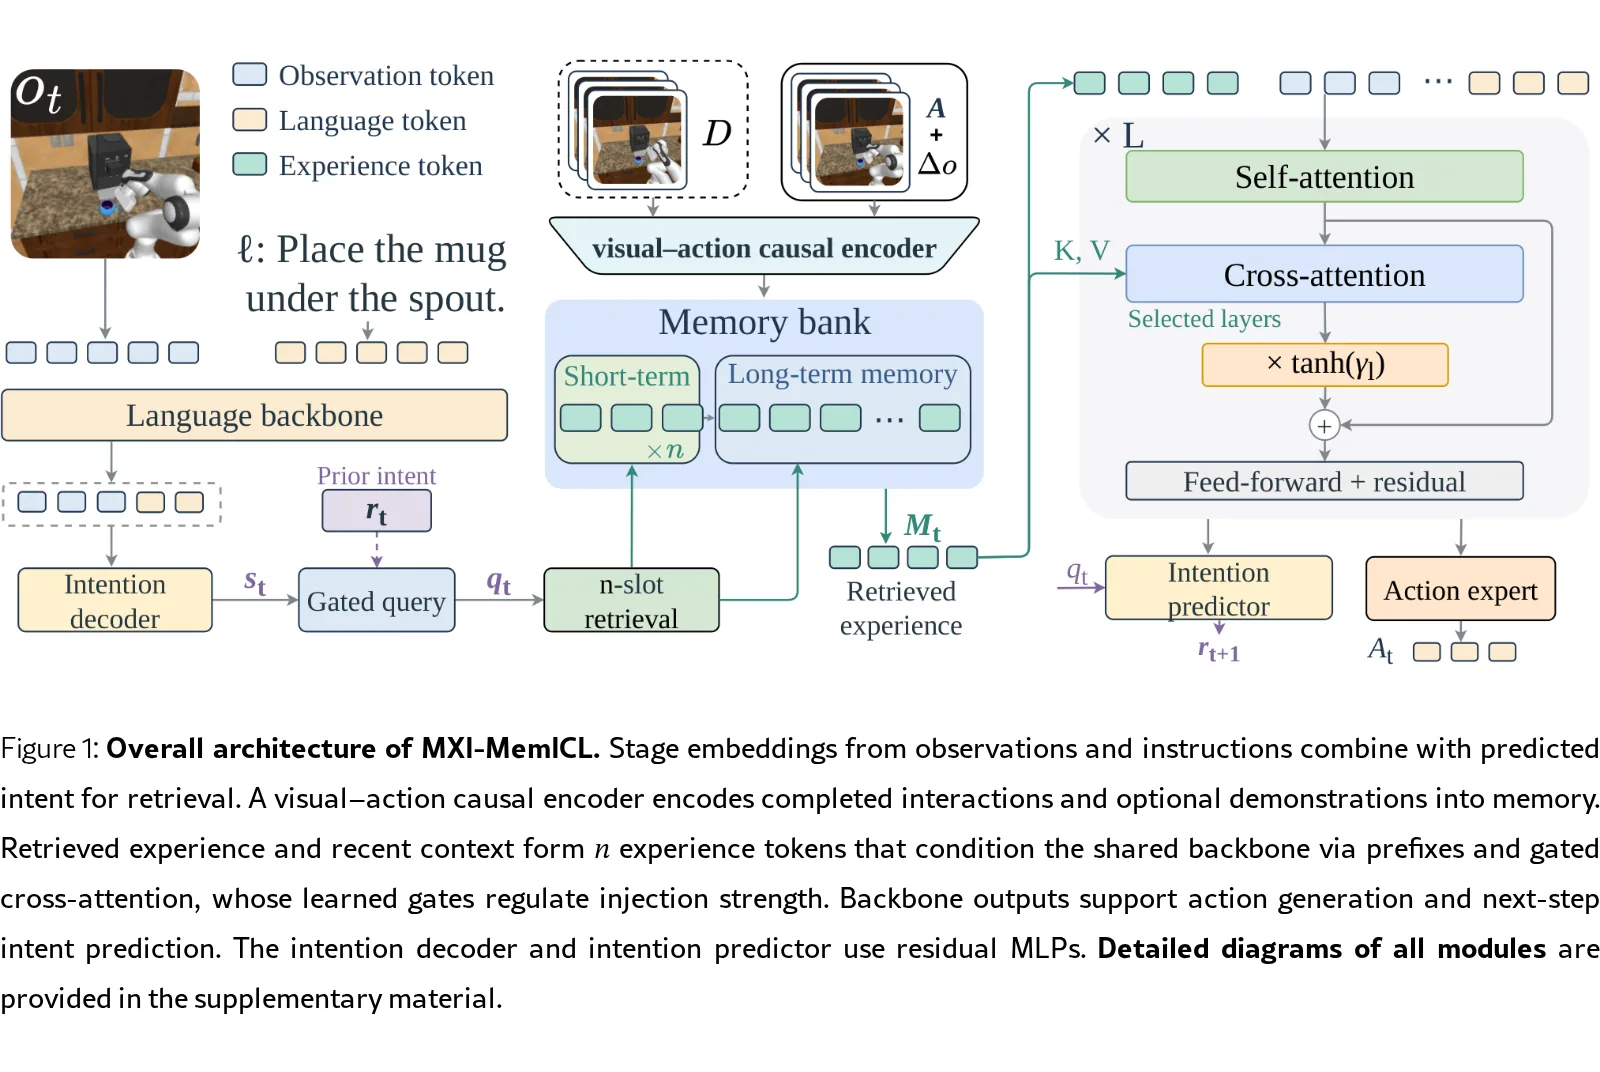 o_t
Observation token
Language token
Experience token
ℓ: Place the mug
under the spout.
Language backbone
Prior intent
r_t
Intention
decoder
s_t
Gated query
q_t
n-slot
retrieval
D
A
+
Δo
visual–action causal encoder
Memory bank
Short-term
Long-term memory
...
×n
M_t
Retrieved
experience
...
× L
Self-attention
K, V
Cross-attention
Selected layers
× tanh(γ_l)
+
Feed-forward + residual
q_t
Intention
predictor
r_{t+1}
Action expert
A_t
Figure 1: Overall architecture of MXI-MemICL. Stage embeddings from observations and instructions combine with predicted
intent for retrieval. A visual–action causal encoder encodes completed interactions and optional demonstrations into memory.
Retrieved experience and recent context form n experience tokens that condition the shared backbone via prefixes and gated
cross-attention, whose learned gates regulate injection strength. Backbone outputs support action generation and next-step
intent prediction. The intention decoder and intention predictor use residual MLPs. Detailed diagrams of all modules are
provided in the supplementary material.